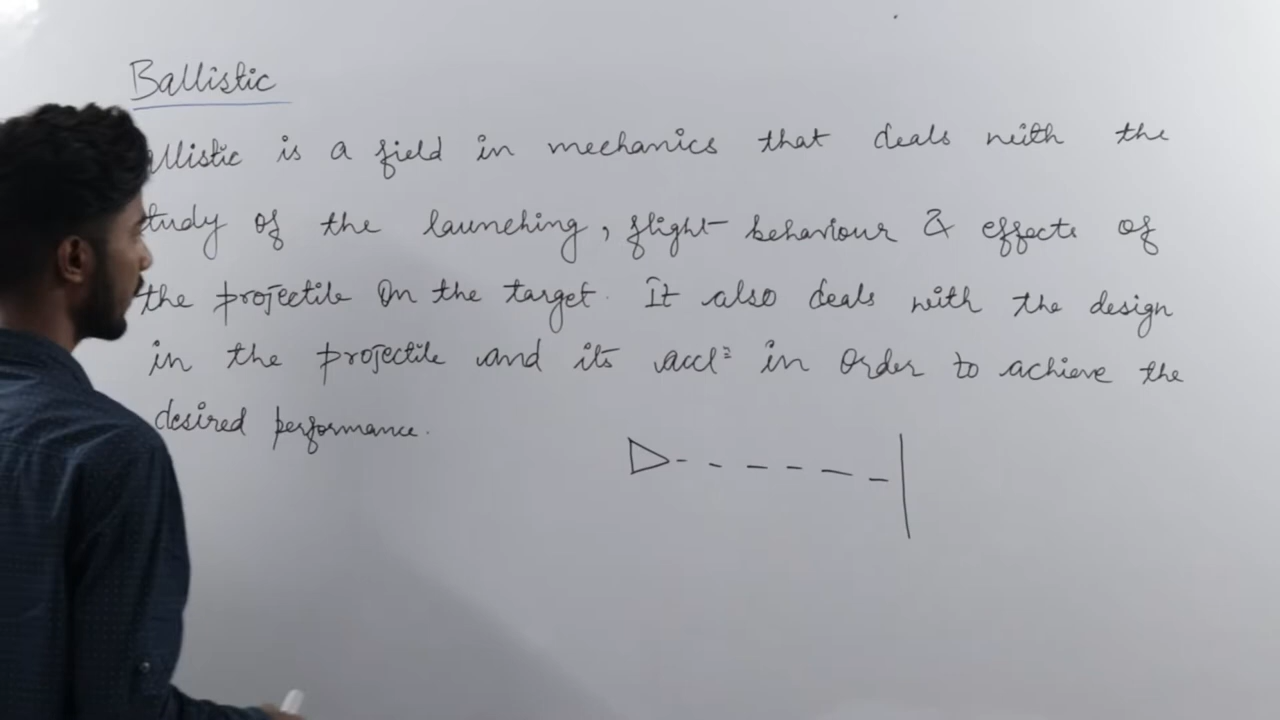 Ballistic
allistic is a field in mechanics that deals with the
tudy of the launching, flight behaviour & effects of
the projectile on the target. It also deals with the design
in the projectile and its accl² in order to achieve the
desired performance.